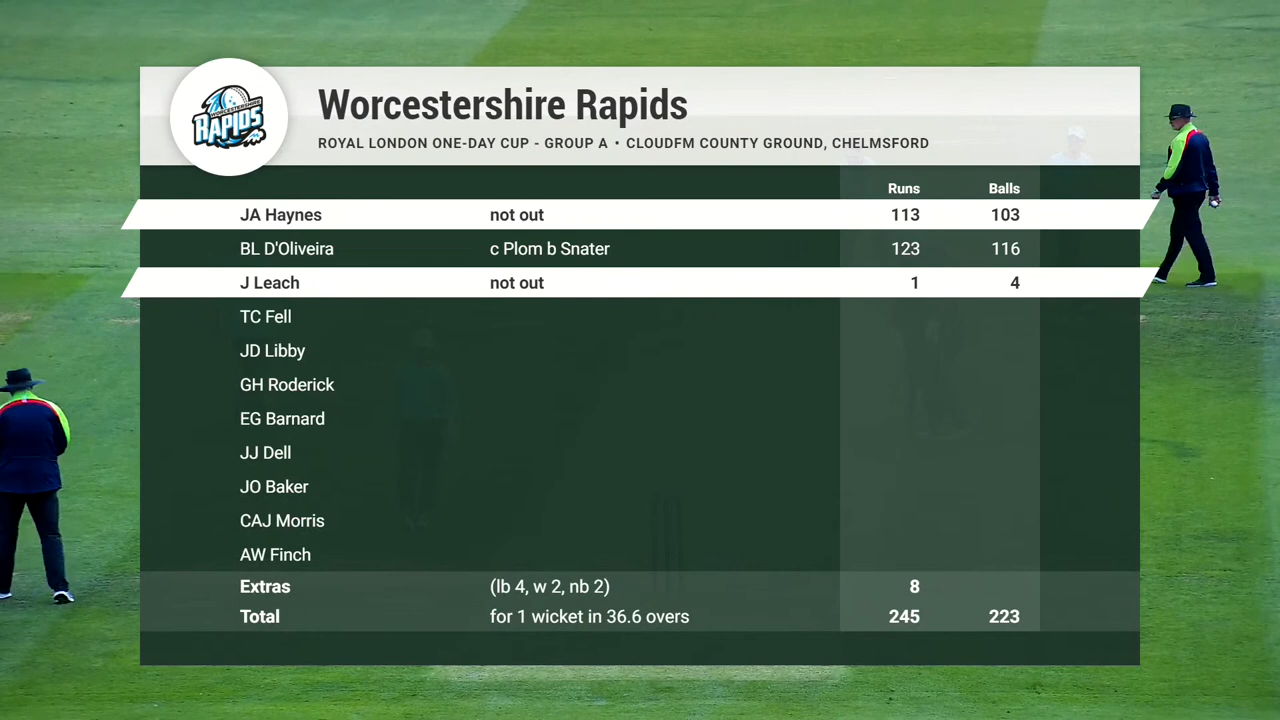 Worcestershire Rapids
ROYAL LONDON ONE-DAY CUP - GROUP A • CLOUDFM COUNTY GROUND, CHELMSFORD
WORCESTERSHIRE
RAPIDS
Runs Balls
JA Haynes not out 113 103
BL D'Oliveira c Plom b Snater 123 116
J Leach not out 1 4
TC Fell
JD Libby
GH Roderick
EG Barnard
JJ Dell
JO Baker
CAJ Morris
AW Finch
Extras (lb 4, w 2, nb 2) 8
Total for 1 wicket in 36.6 overs 245 223